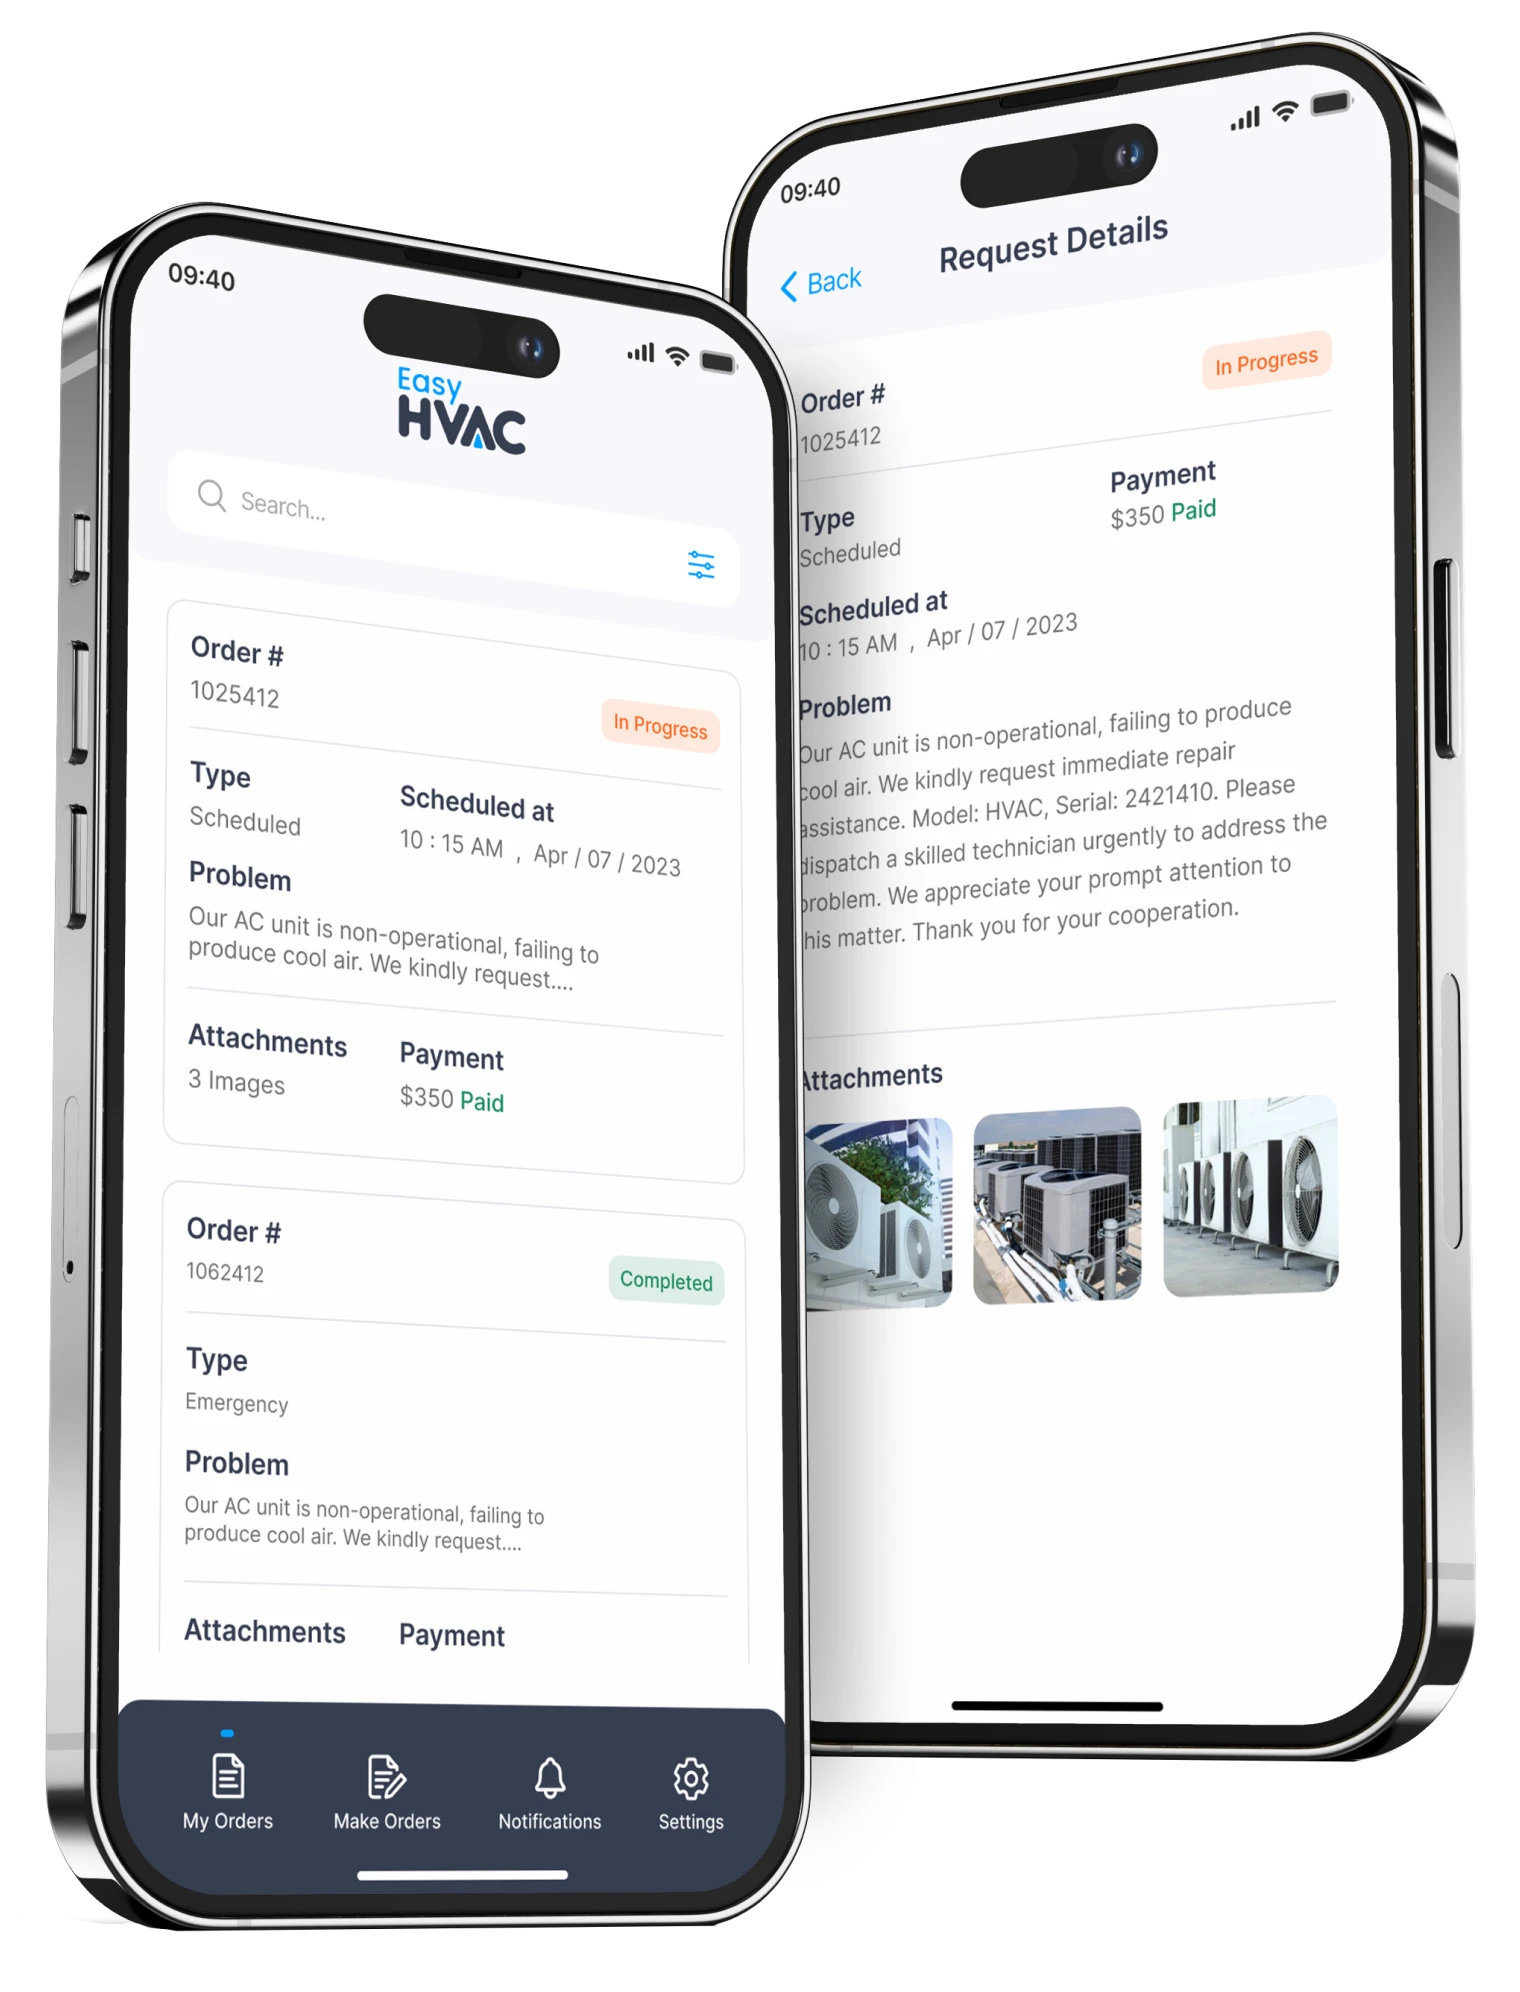 09:40
Easy
HVAC
Search...
Order #
1025412
In Progress
Type
Scheduled
Scheduled at
10 : 15 AM , Apr / 07 / 2023
Problem
Our AC unit is non-operational, failing to
produce cool air. We kindly request....
Attachments
3 Images
Payment
$350 Paid
Order #
1062412
Completed
Type
Emergency
Problem
Our AC unit is non-operational, failing to
produce cool air. We kindly request....
Attachments
Payment
My Orders
Make Orders
Notifications
Settings
09:40
Back
Request Details
Order #
1025412
In Progress
Type
Scheduled
Payment
$350 Paid
Scheduled at
10 : 15 AM , Apr / 07 / 2023
Problem
Our AC unit is non-operational, failing to produce
cool air. We kindly request immediate repair
assistance. Model: HVAC, Serial: 2421410. Please
dispatch a skilled technician urgently to address the
problem. We appreciate your prompt attention to
his matter. Thank you for your cooperation.
Attachments